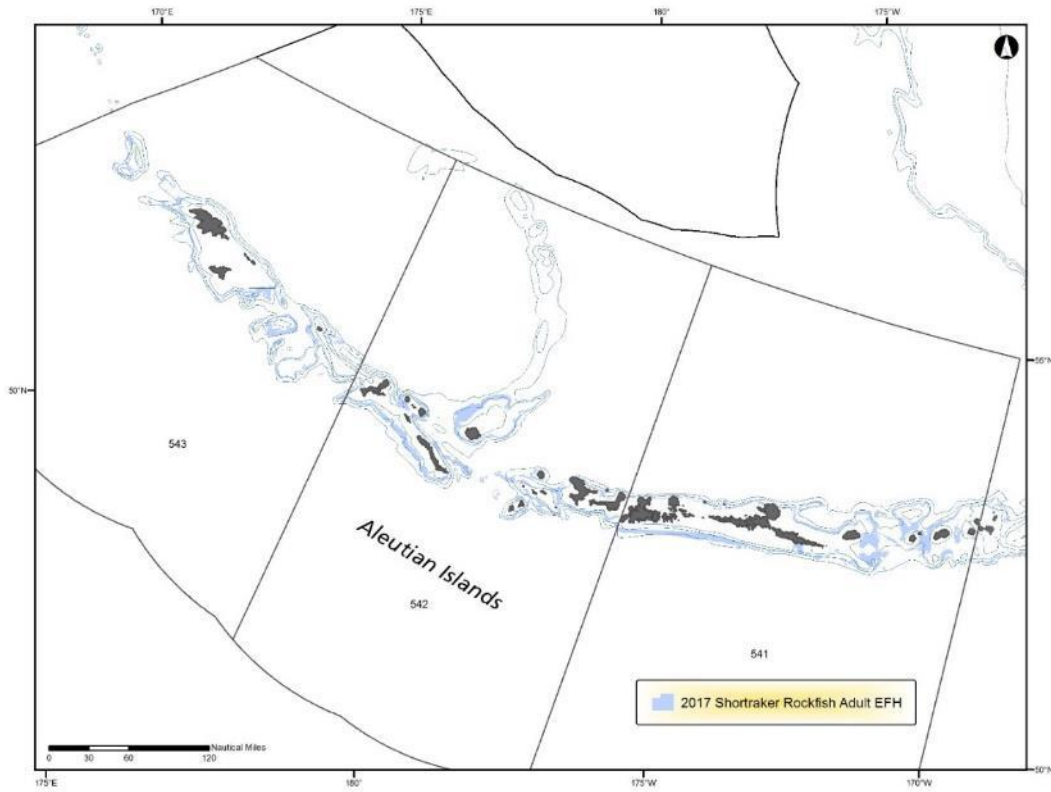 170°E 175°E 180° 175°W
55°N
50°N
543
Aleutian Islands
542
541
2017 Shortraker Rockfish Adult EFH
Nautical Miles
0 30 60 120
50°N
175°E 180° 175°W 170°W